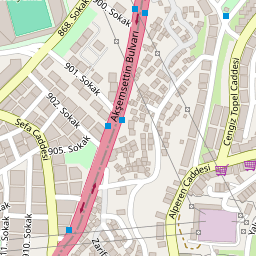 900. Sokak
868. Sokak
Akşemsettin Bulvarı
901. Sokak
902. Sokak
Sefa Caddesi
905. Sokak
Cengiz Topel Caddesi
Alperen Caddesi
910. Sokak
11. Sokak